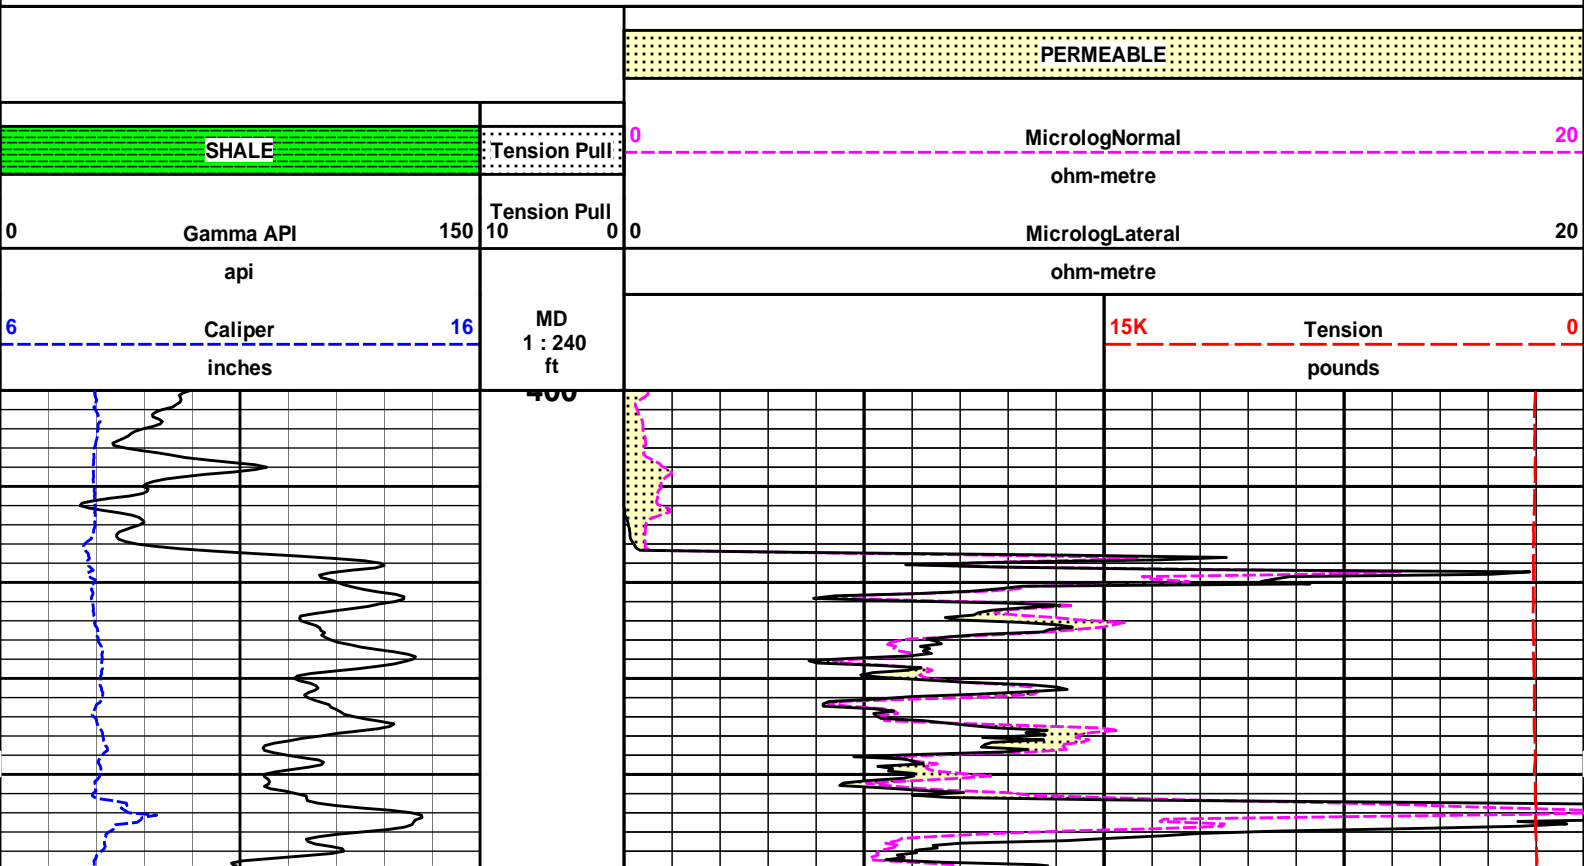 PERMEABLE
SHALE
Tension Pull
0 MicrologNormal 20
ohm-metre
Tension Pull
0 Gamma API 150
10 0
0 MicrologLateral 20
api
ohm-metre
6 Caliper 16
inches
MD
1 : 240
ft
15K Tension 0
pounds
400